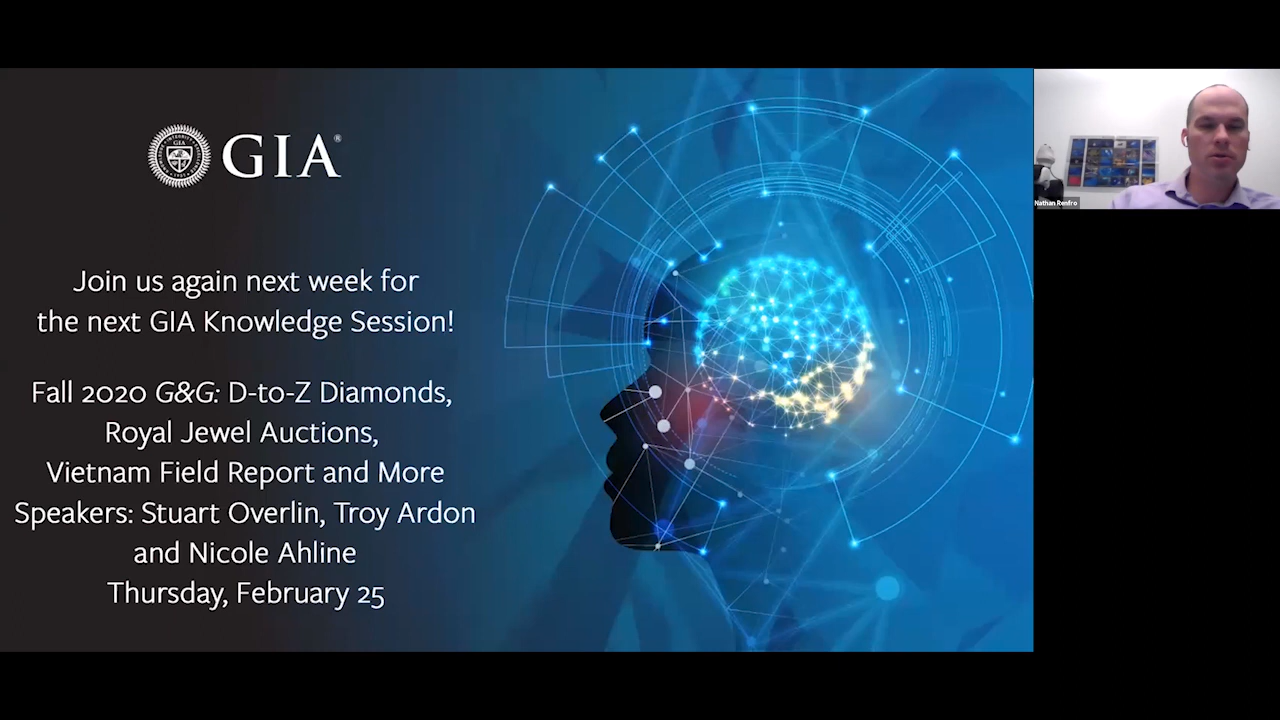 GIA®
Join us again next week for
the next GIA Knowledge Session!
Fall 2020 G&G: D-to-Z Diamonds,
Royal Jewel Auctions,
Vietnam Field Report and More
Speakers: Stuart Overlin, Troy Ardon
and Nicole Ahline
Thursday, February 25
Nathan Renfro